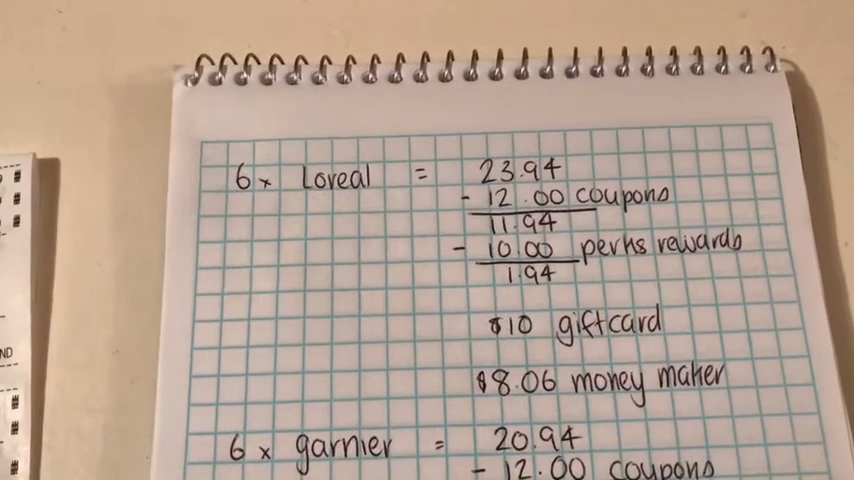 6 x Loreal = 23.94
- 12.00 coupons
11.94
- 10.00 perks rewards
1.94
$10 giftcard
$8.06 money maker
6 x garnier = 20.94
- 12.00 coupons
ND